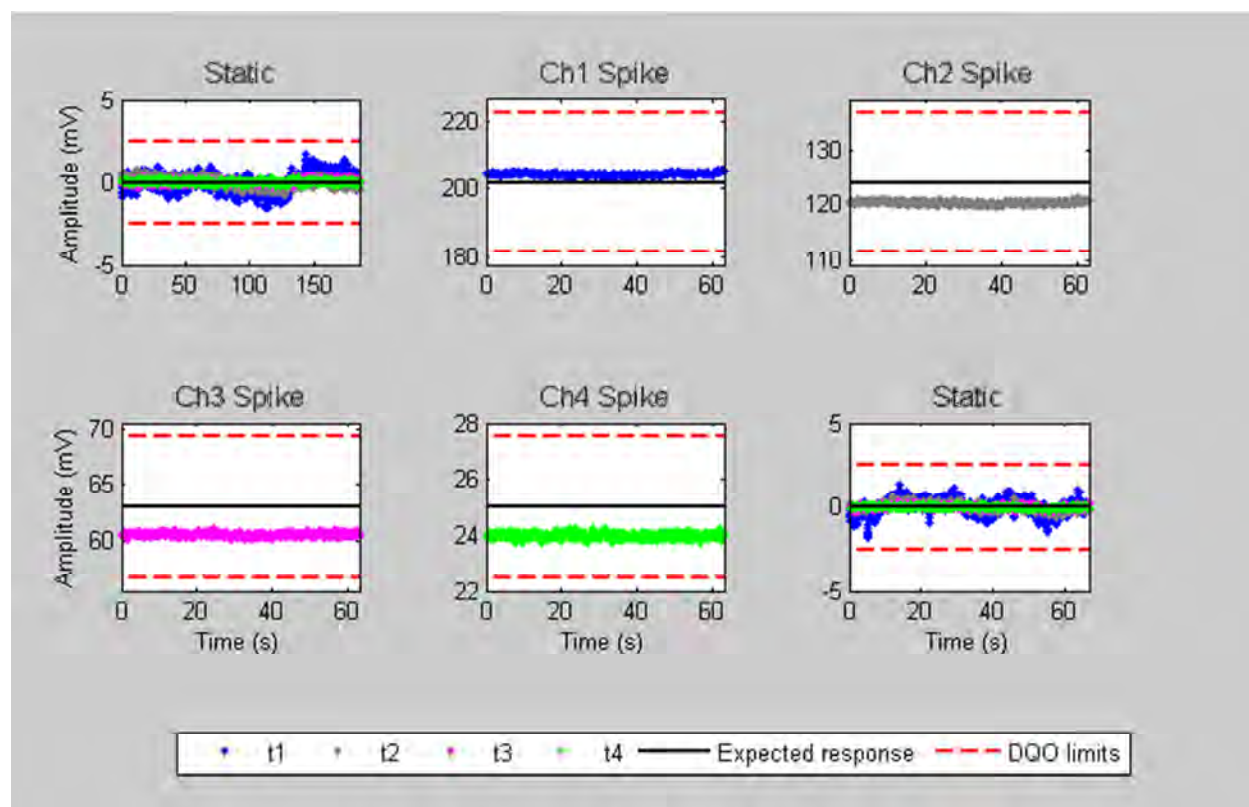 Static
Ch1 Spike
Ch2 Spike
Amplitude (mV)
5
0
-5
0 50 100 150
220
200
180
0 20 40 60
130
120
110
0 20 40 60
Ch3 Spike
Ch4 Spike
Static
Amplitude (mV)
70
65
60
0 20 40 60
Time (s)
28
26
24
22
0 20 40 60
Time (s)
5
0
-5
0 20 40 60
Time (s)
t1 t2 t3 t4 Expected response DQO limits